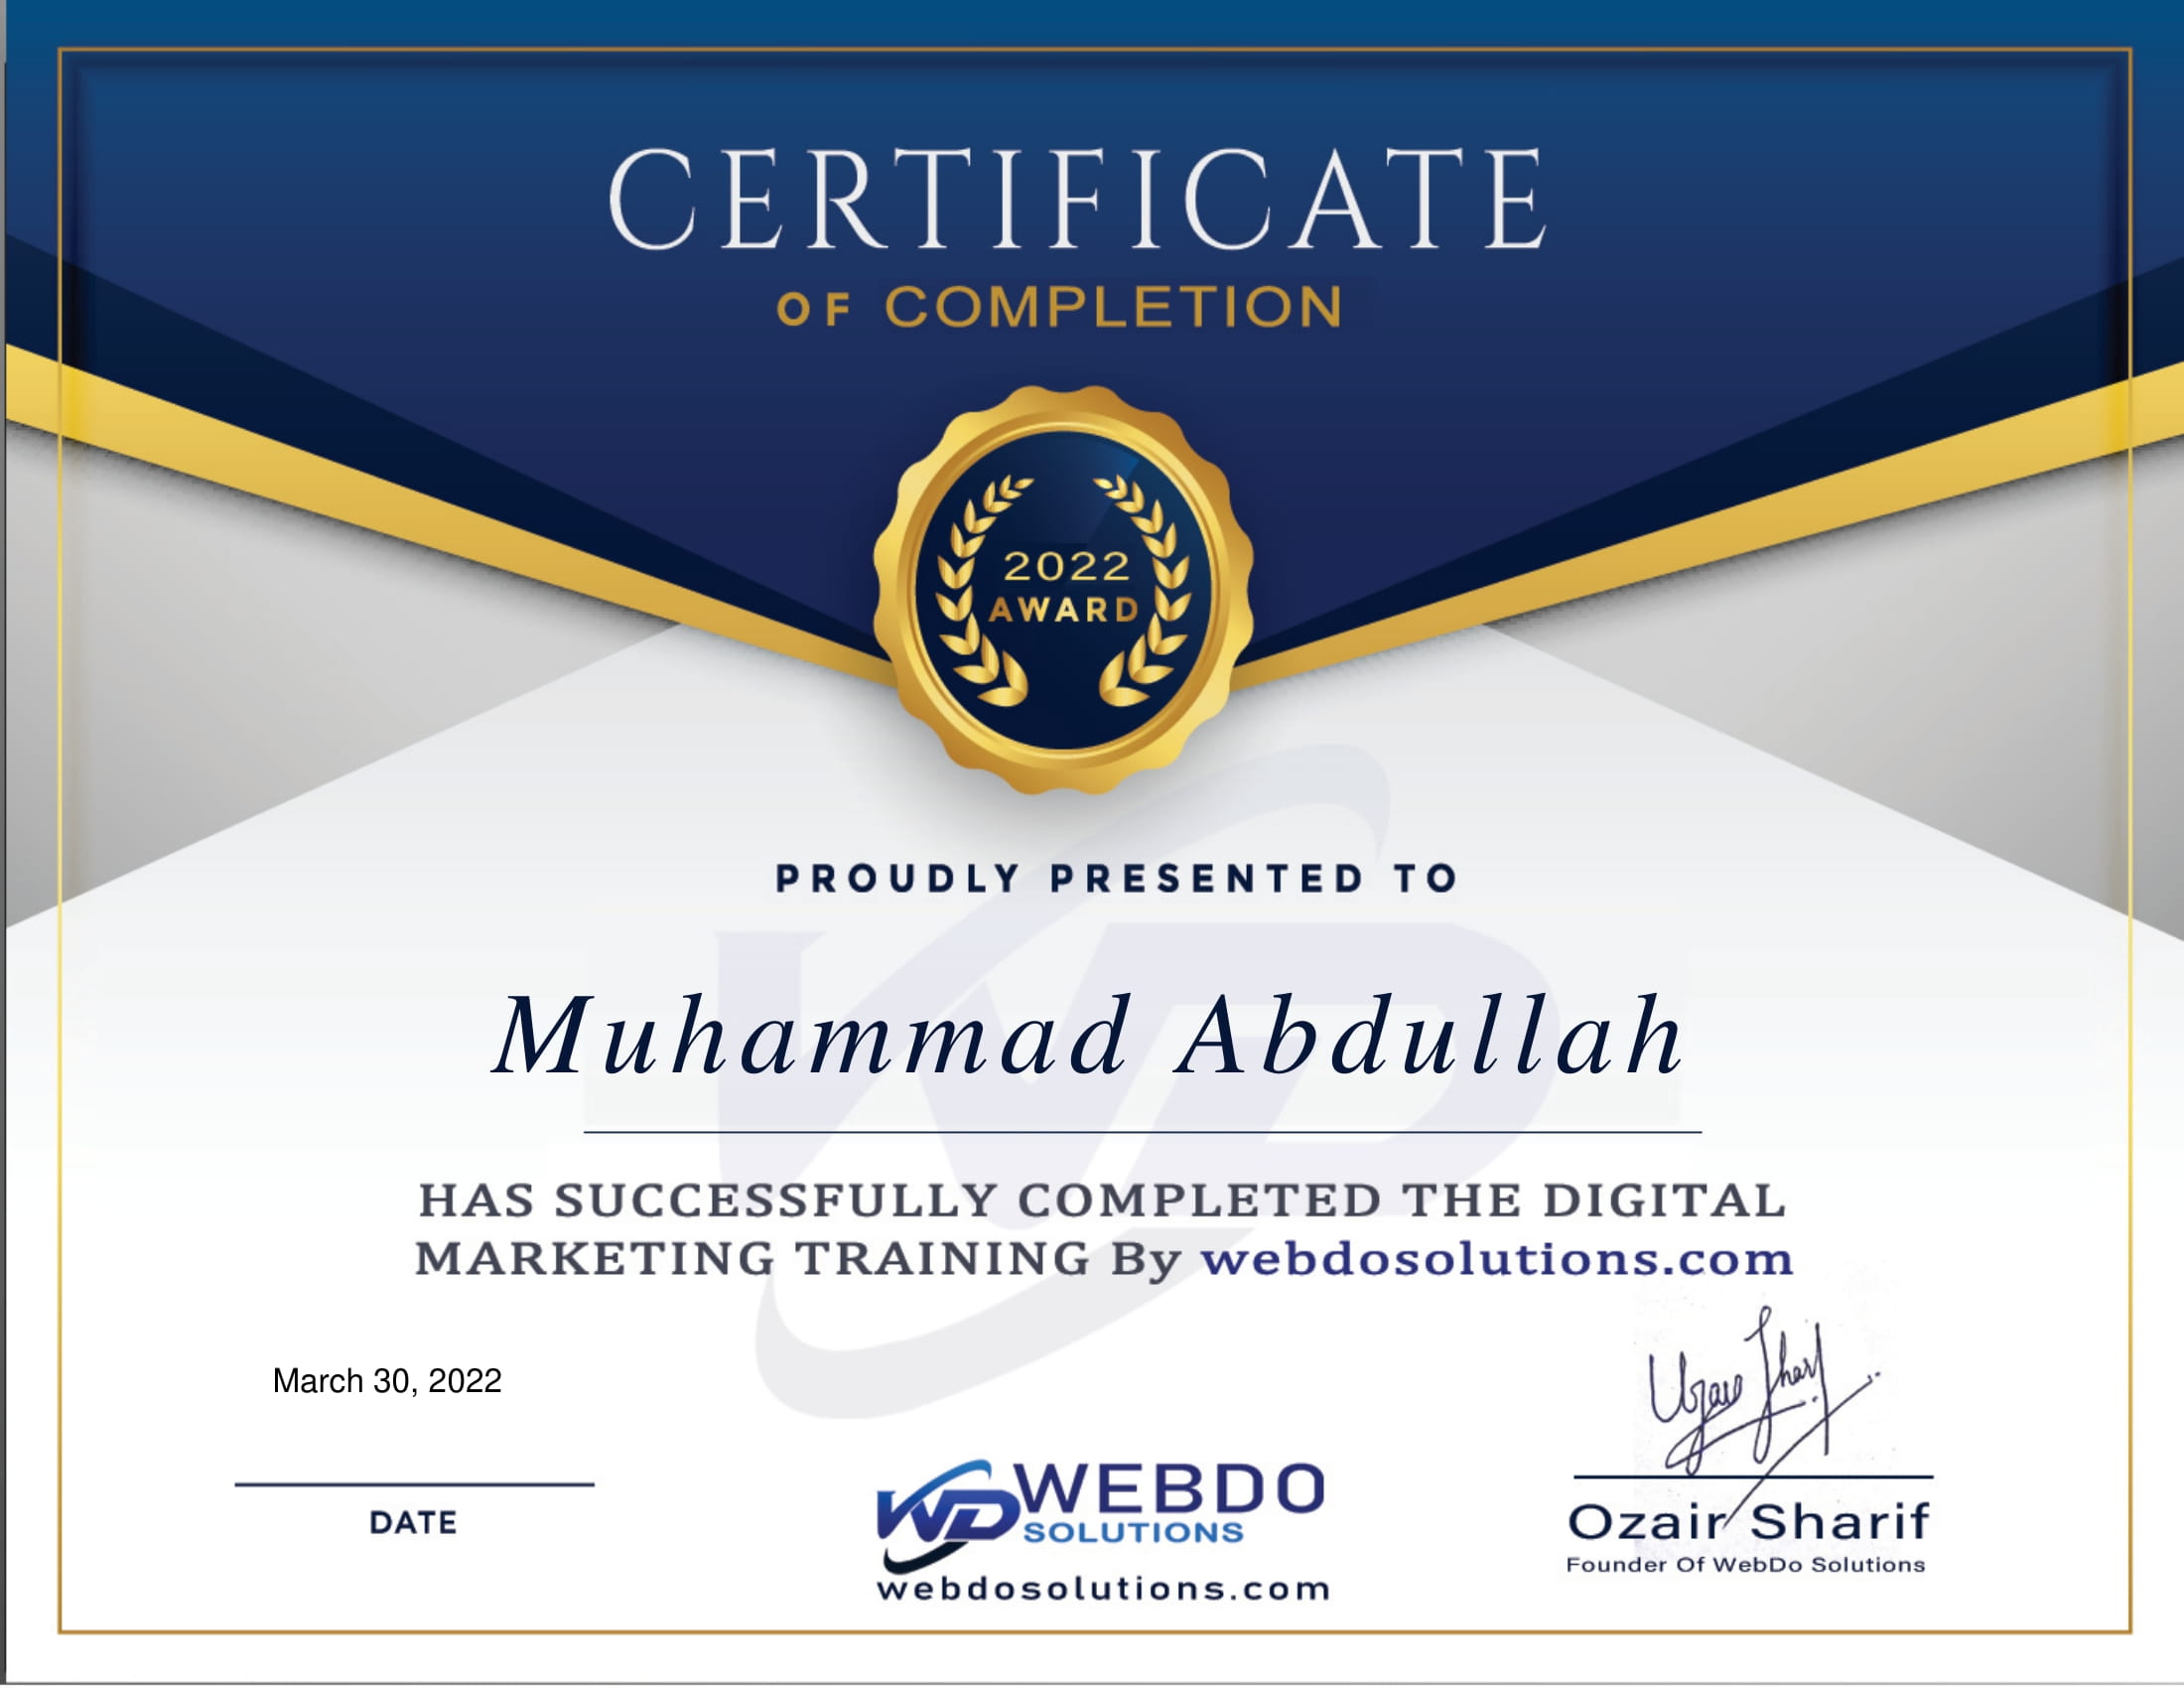 CERTIFICATE
OF COMPLETION
2022
AWARD
PROUDLY PRESENTED TO
Muhammad Abdullah
HAS SUCCESSFULLY COMPLETED THE DIGITAL
MARKETING TRAINING By webdosolutions.com
March 30, 2022
DATE
WD WEBDO
SOLUTIONS
webdosolutions.com
Uzair Sharif
Ozair Sharif
Founder Of WebDo Solutions